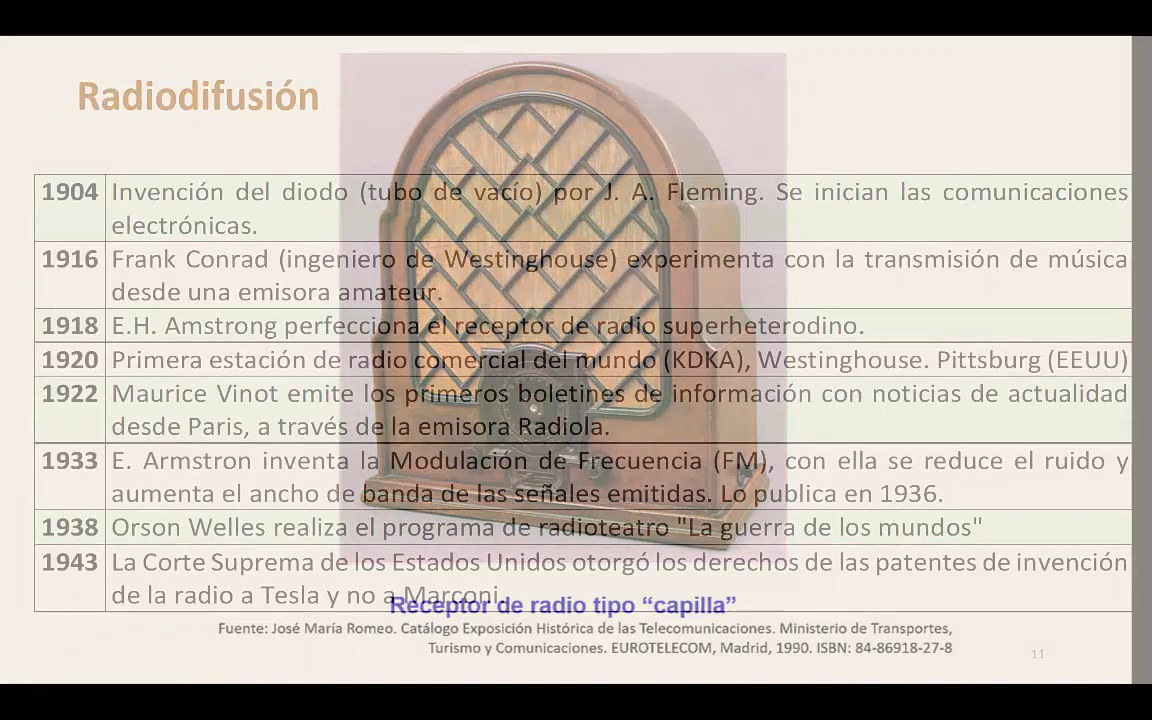 Radiodifusión
1904 Invención del diodo (tubo de vacío) por J. A. Fleming. Se inician las comunicaciones
electrónicas.
1916 Frank Conrad (ingeniero de Westinghouse) experimenta con la transmisión de música
desde una emisora amateur.
1918 E.H. Amstrong perfecciona el receptor de radio superheterodino.
1920 Primera estación de radio comercial del mundo (KDKA), Westinghouse. Pittsburg (EEUU)
1922 Maurice Vinot emite los primeros boletines de información con noticias de actualidad
desde Paris, a través de la emisora Radiola.
1933 E. Armstron inventa la Modulación de Frecuencia (FM), con ella se reduce el ruido y
aumenta el ancho de banda de las señales emitidas. Lo publica en 1936.
1938 Orson Welles realiza el programa de radioteatro "La guerra de los mundos"
1943 La Corte Suprema de los Estados Unidos otorgó los derechos de las patentes de invención
de la radio a Tesla y no a Marconi.
Receptor de radio tipo “capilla”
Fuente: José María Romeo. Catálogo Exposición Histórica de las Telecomunicaciones. Ministerio de Transportes,
Turismo y Comunicaciones. EUROTELECOM, Madrid, 1990. ISBN: 84-86918-27-8
11